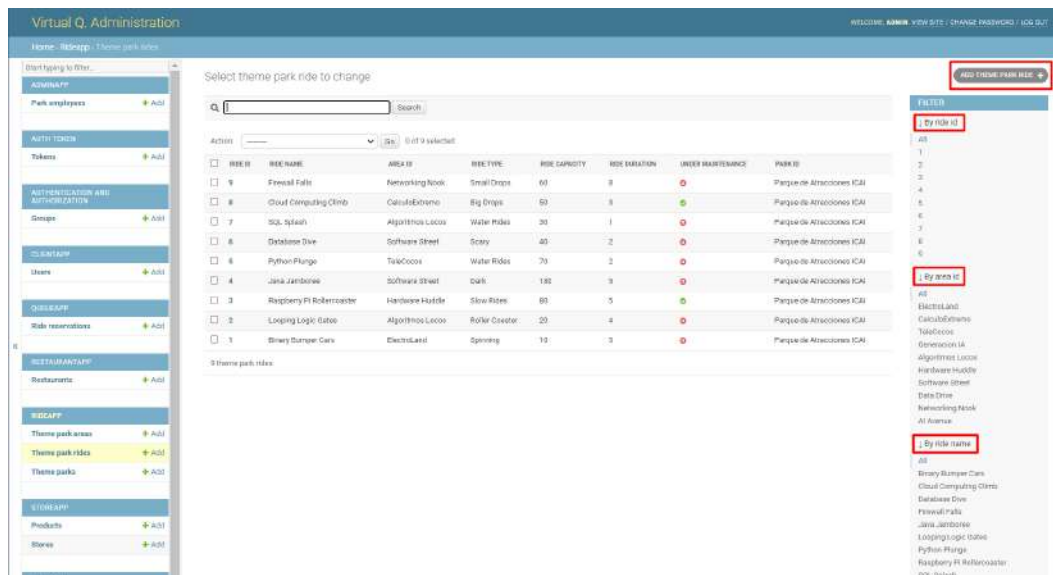 Virtual Q. Administration
WELCOME, ADMIN. VIEW SITE / CHANGE PASSWORD / LOG OUT
Home › Rideapp › Theme park rides
Start typing to filter...
ADMINAPP
Park employees + Add
AUTH TOKEN
Tokens + Add
AUTHENTICATION AND AUTHORIZATION
Groups + Add
CLIENTAPP
Users + Add
QUEUEAPP
Ride reservations + Add
RESTAURANTAPP
Restaurants + Add
RIDEAPP
Theme park areas + Add
Theme park rides + Add
Theme parks + Add
STOREAPP
Products + Add
Stores + Add
Select theme park ride to change
ADD THEME PARK RIDE +
Search
Action: --------- Go 0 of 9 selected
RIDE ID RIDE NAME AREA ID RIDE TYPE RIDE CAPACITY RIDE DURATION UNDER MAINTENANCE PARK ID
9 Firewall Falls Networking Nook Small Drops 60 8 Parque de Atracciones ICAI
8 Cloud Computing Climb CalculoExtremo Big Drops 50 Parque de Atracciones ICAI
7 SQL Splash Algoritmos Locos Water Rides 30 1 Parque de Atracciones ICAI
6 Database Dive Software Street Scary 40 2 Parque de Atracciones ICAI
Python Plunge TeleCocos Water Rides 70 2 Parque de Atracciones ICAI
4 Java Jamboree Software Street Dark Parque de Atracciones ICAI
3 Raspberry Pi Rollercoaster Hardware Huddle Slow Rides 80 5 Parque de Atracciones ICAI
2 Looping Logic Gates Algoritmos Locos Roller Coaster 20 4 Parque de Atracciones ICAI
1 Binary Bumper Cars ElectroLand Spinning 10 3 Parque de Atracciones ICAI
9 theme park rides
FILTER
↓ By ride id
All
1
2
3
4
5
6
7
8
9
↓ By area id
All
ElectroLand
CalculoExtremo
TeleCocos
Generacion IA
Algoritmos Locos
Hardware Huddle
Software Street
Data Drive
Networking Nook
AI Avenue
↓ By ride name
All
Binary Bumper Cars
Cloud Computing Climb
Database Dive
Firewall Falls
Java Jamboree
Looping Logic Gates
Python Plunge
Raspberry Pi Rollercoaster
SQL Splash